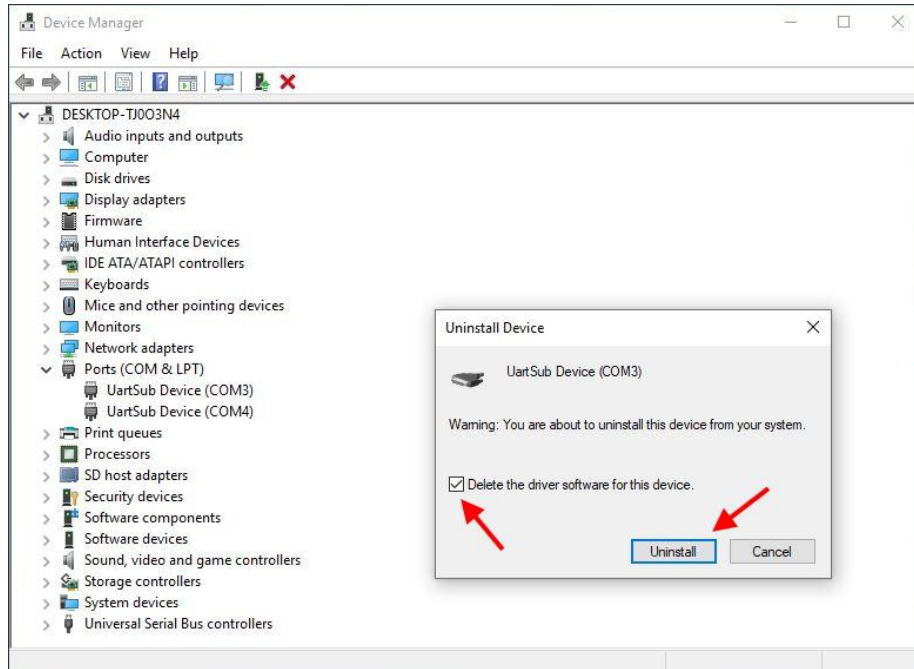 Device Manager
File Action View Help
DESKTOP-TJ0O3N4
Audio inputs and outputs
Computer
Disk drives
Display adapters
Firmware
Human Interface Devices
IDE ATA/ATAPI controllers
Keyboards
Mice and other pointing devices
Monitors
Network adapters
Ports (COM & LPT)
UartSub Device (COM3)
UartSub Device (COM4)
Print queues
Processors
SD host adapters
Security devices
Software components
Software devices
Sound, video and game controllers
Storage controllers
System devices
Universal Serial Bus controllers
Uninstall Device
UartSub Device (COM3)
Warning: You are about to uninstall this device from your system.
Delete the driver software for this device.
Uninstall Cancel